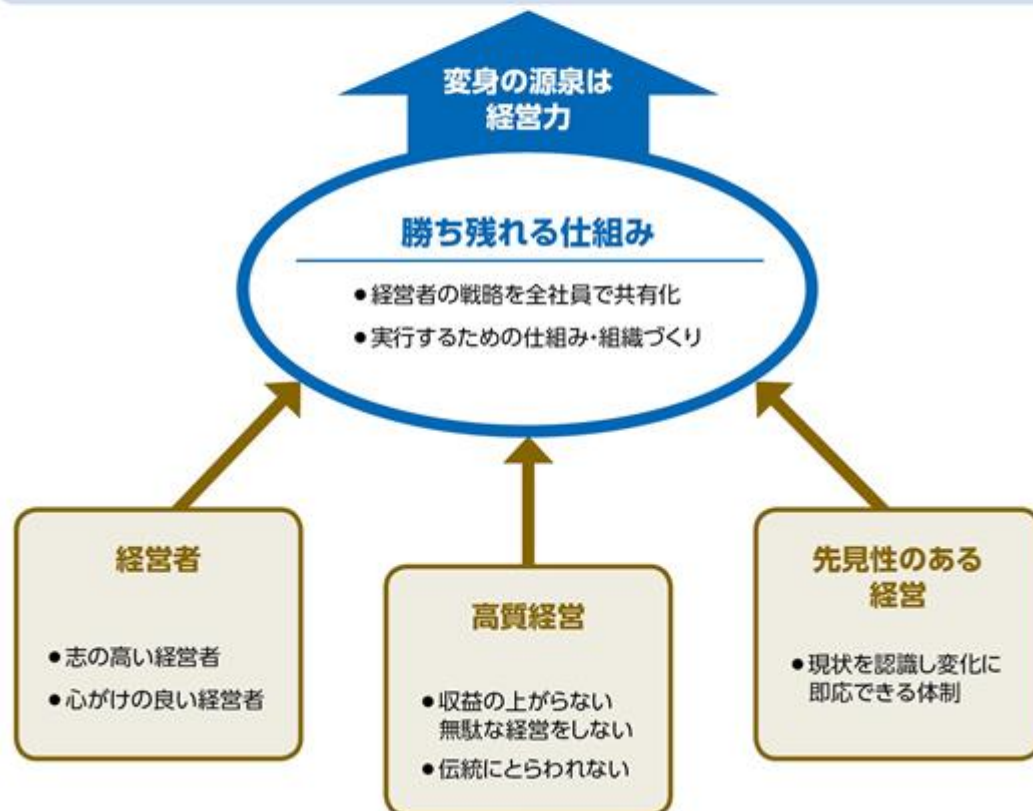 変身の源泉は
経営力
勝ち残れる仕組み
●経営者の戦略を全社員で共有化
●実行するための仕組み・組織づくり
経営者
●志の高い経営者
●心がけの良い経営者
高質経営
●収益の上がらない
無駄な経営をしない
●伝統にとらわれない
先見性のある
経営
●現状を認識し変化に
即応できる体制